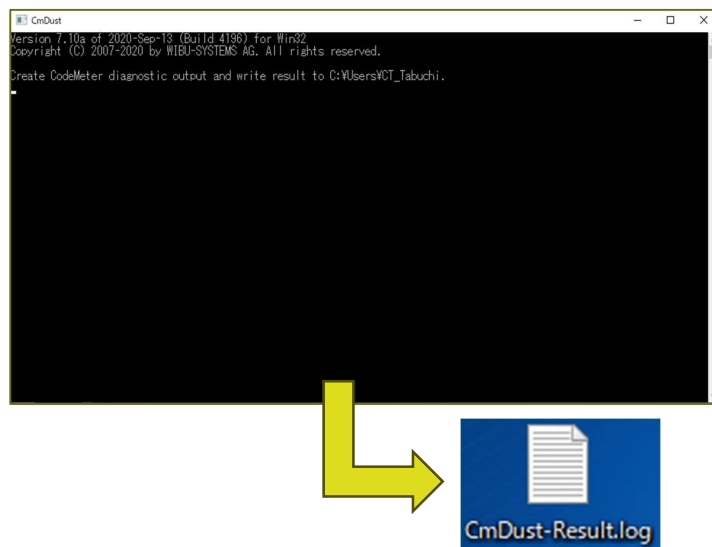 CmDust
Version 7.10a of 2020-Sep-13 (Build 4196) for Win32
Copyright (C) 2007-2020 by WIBU-SYSTEMS AG. All rights reserved.
Create CodeMeter diagnostic output and write result to C:¥Users¥CT_Tabuchi.
CmDust-Result.log